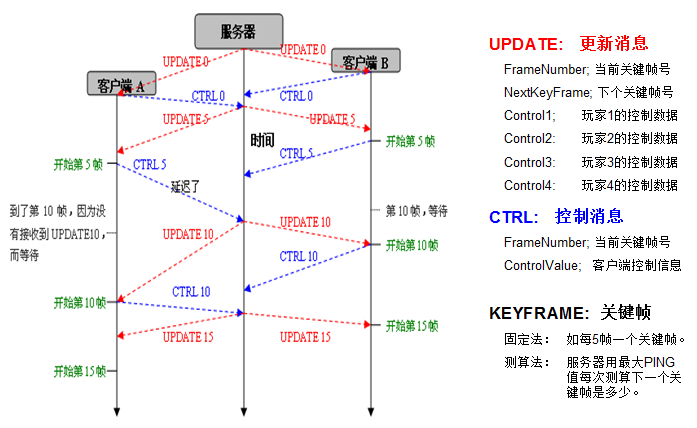 服务器
UPDATE 0
UPDATE 0
客户端 A
客户端 B
CTRL 0
CTRL 0
UPDATE 5
UPDATE 5
时间
开始第 5 帧
开始第 5 帧
CTRL 5
CTRL 5
延迟了
到了第 10 帧，因为没
有接收到 UPDATE10，
而等待
第 10 帧，等待
UPDATE 10
UPDATE 10
开始第 10 帧
CTRL 10
CTRL 10
开始第 10 帧
UPDATE 15
UPDATE 15
开始第 15 帧
开始第 15 帧
UPDATE: 更新消息
FrameNumber; 当前关键帧号
NextKeyFrame; 下个关键帧号
Control1; 玩家1的控制数据
Control2: 玩家2的控制数据
Control3: 玩家3的控制数据
Control4: 玩家4的控制数据
CTRL: 控制消息
FrameNumber; 当前关键帧号
ControlValue; 客户端控制信息
KEYFRAME: 关键帧
固定法： 如每5帧一个关键帧。
测算法： 服务器用最大PING
值每次测算下一个关
键帧是多少。